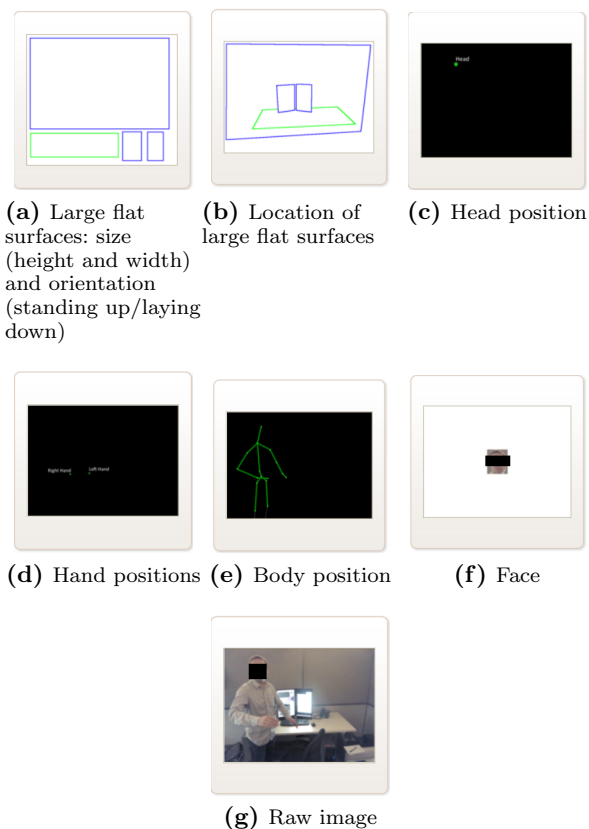 Head
(a) Large flat
surfaces: size
(height and width)
and orientation
(standing up/laying
down)
(b) Location of
large flat surfaces
(c) Head position
Right Hand
Left Hand
(d) Hand positions
(e) Body position
(f) Face
(g) Raw image